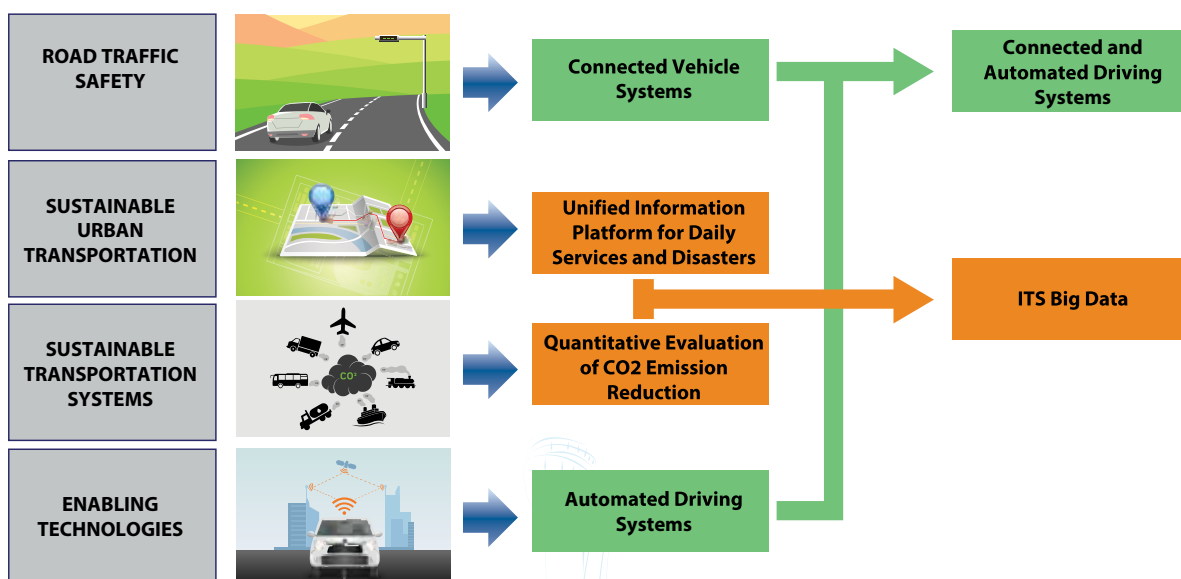 ROAD TRAFFIC
SAFETY
Connected Vehicle
Systems
Connected and
Automated Driving
Systems
SUSTAINABLE
URBAN
TRANSPORTATION
Unified Information
Platform for Daily
Services and Disasters
ITS Big Data
SUSTAINABLE
TRANSPORTATION
SYSTEMS
CO²
Quantitative Evaluation
of CO2 Emission
Reduction
ENABLING
TECHNOLOGIES
Automated Driving
Systems